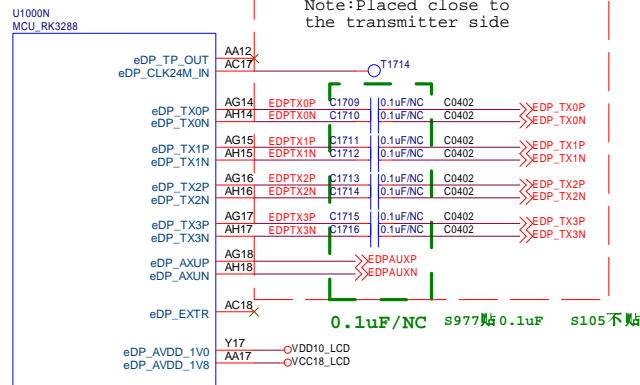 Note:Placed close to
the transmitter side
U1000N
MCU_RK3288
eDP_TP_OUT AA12
eDP_CLK24M_IN AC17 T1714
eDP_TX0P AG14 EDPTX0P C1709 0.1uF/NC C0402 EDP_TX0P
eDP_TX0N AH14 EDPTX0N C1710 0.1uF/NC C0402 EDP_TX0N
eDP_TX1P AG15 EDPTX1P C1711 0.1uF/NC C0402 EDP_TX1P
eDP_TX1N AH15 EDPTX1N C1712 0.1uF/NC C0402 EDP_TX1N
eDP_TX2P AG16 EDPTX2P C1713 0.1uF/NC C0402 EDP_TX2P
eDP_TX2N AH16 EDPTX2N C1714 0.1uF/NC C0402 EDP_TX2N
eDP_TX3P AG17 EDPTX3P C1715 0.1uF/NC C0402 EDP_TX3P
eDP_TX3N AH17 EDPTX3N C1716 0.1uF/NC C0402 EDP_TX3N
eDP_AXUP AG18 EDPAUXP
eDP_AXUN AH18 EDPAUXN
eDP_EXTR AC18
0.1uF/NC S977贴0.1uF S105不贴
eDP_AVDD_1V0 Y17 VDD10_LCD
eDP_AVDD_1V8 AA17 VCC18_LCD